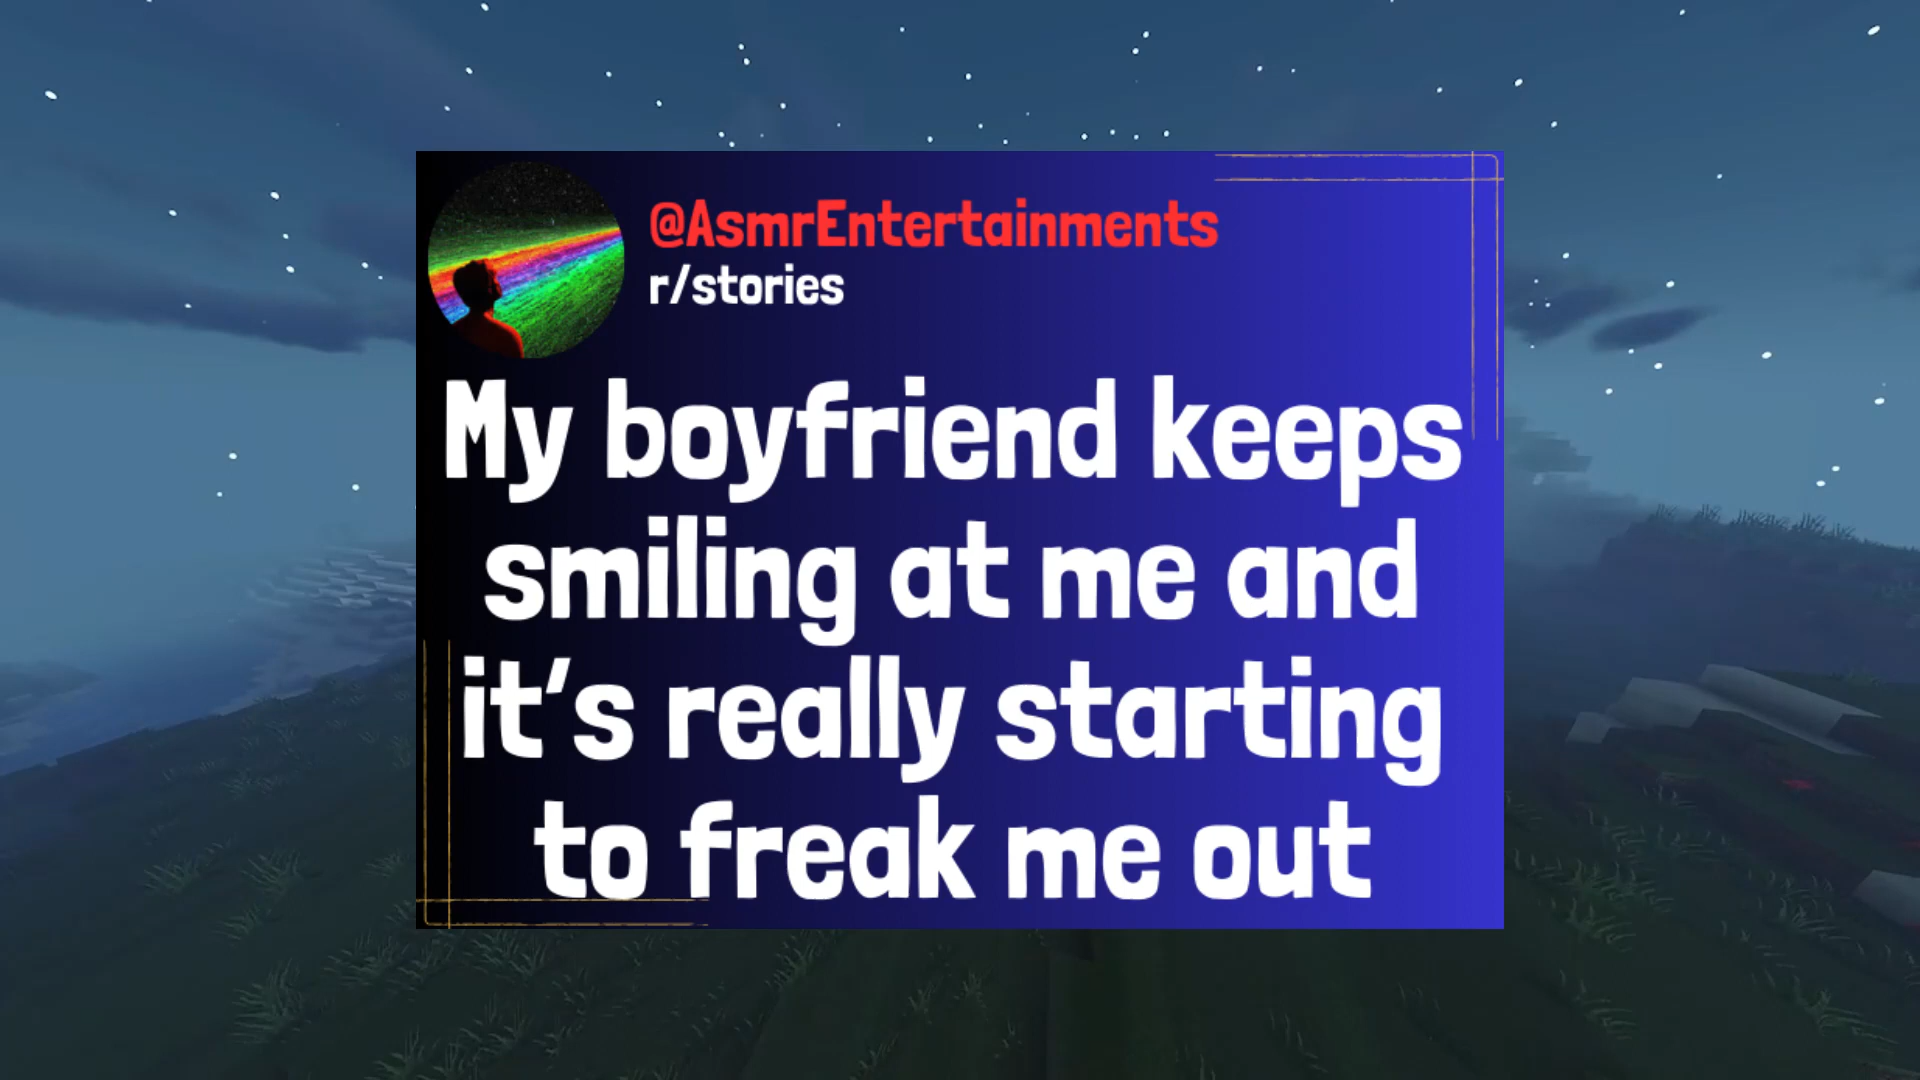 @AsmrEntertainments
r/stories
My boyfriend keeps
smiling at me and
it's really starting
to freak me out